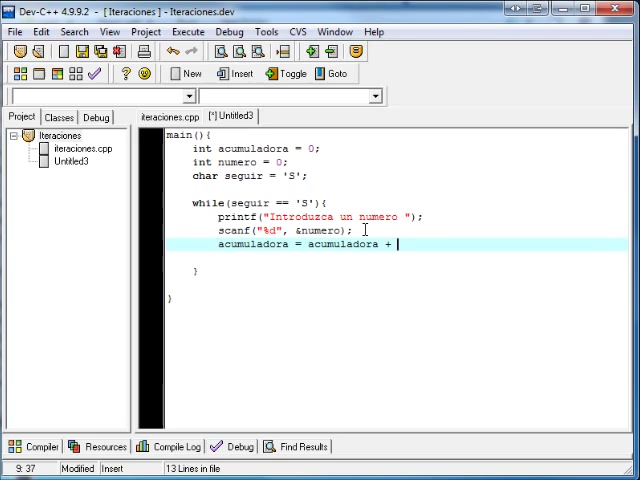 Dev-C++ 4.9.9.2 - [ Iteraciones ] - Iteraciones.dev
File Edit Search View Project Execute Debug Tools CVS Window Help
New Insert Toggle Goto
Project Classes Debug
iteraciones.cpp [*] Untitled3
Iteraciones
iteraciones.cpp
Untitled3
main(){
int acumuladora = 0;
int numero = 0;
char seguir = 'S';
while(seguir == 'S'){
printf("Introduzca un numero ");
scanf("%d", &numero);
acumuladora = acumuladora +
}
}
Compiler Resources Compile Log Debug Find Results
9: 37 Modified Insert 13 Lines in file